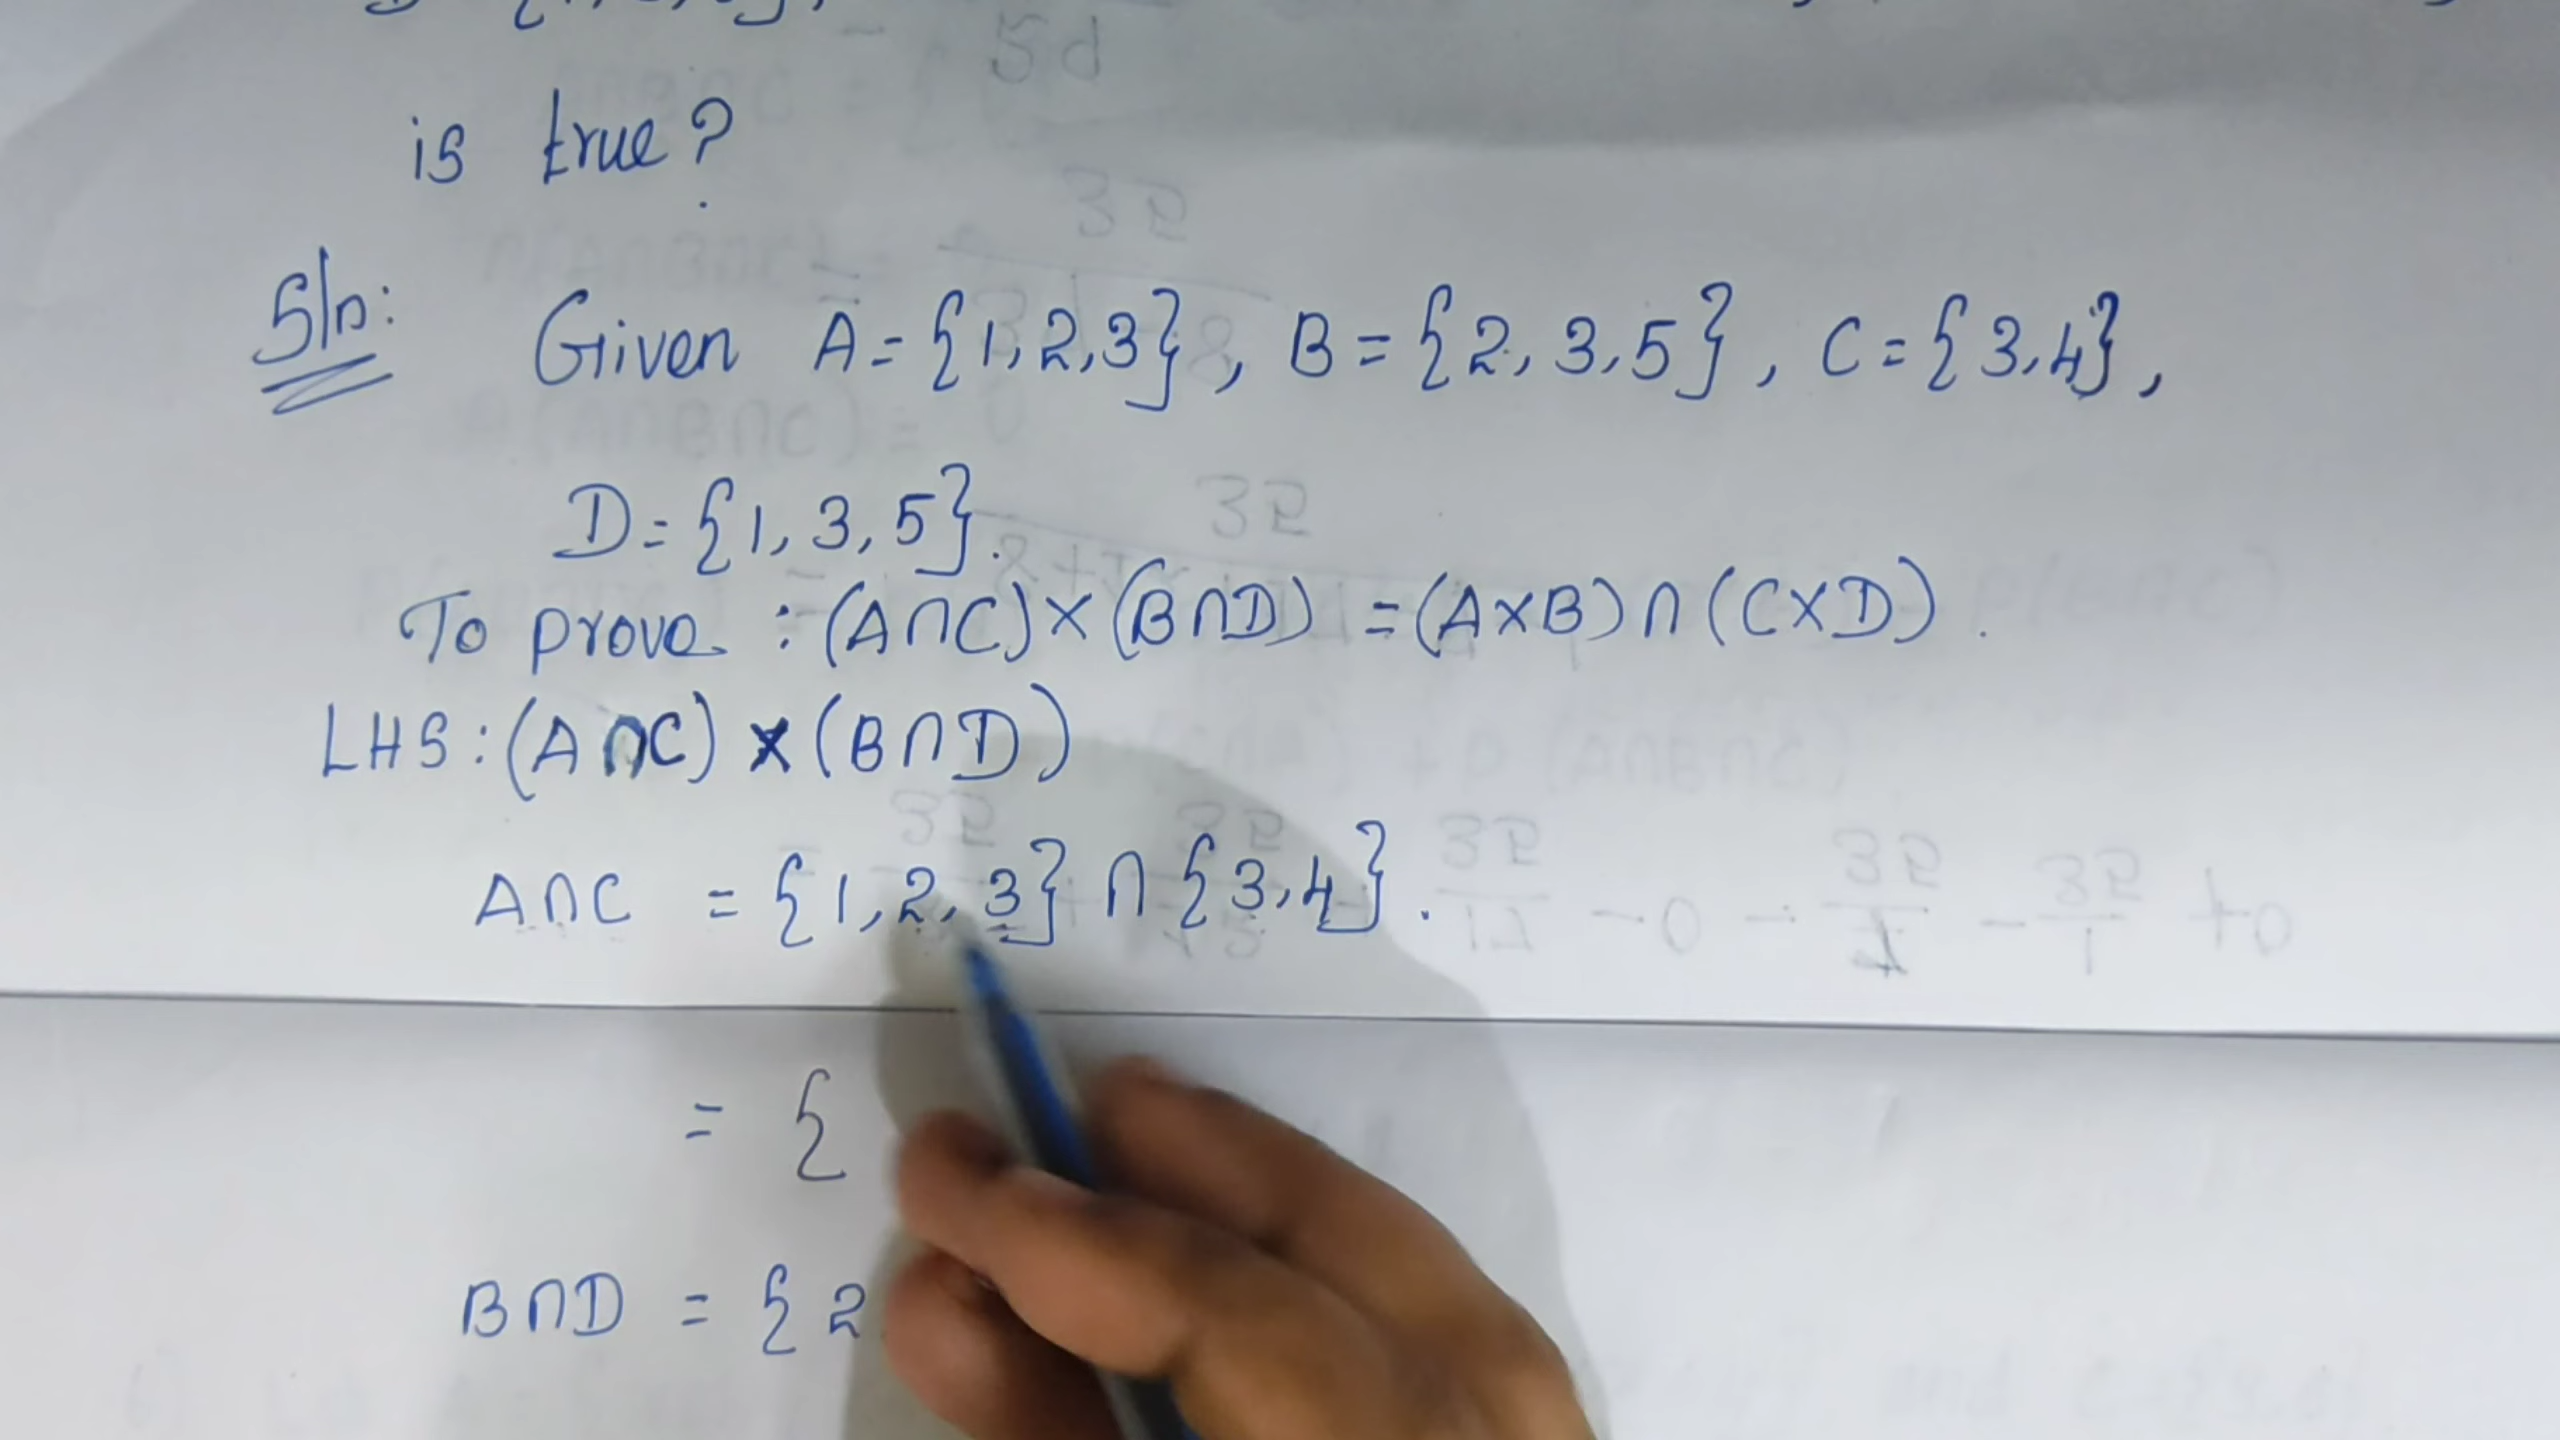 is true?
Sln: Given A = {1, 2, 3}, B = {2, 3, 5}, C = {3, 4},
D = {1, 3, 5}.
To prove : (A∩C) × (B∩D) = (A×B) ∩ (C×D).
LHS : (A∩C) × (B∩D)
A∩C = {1, 2, 3} ∩ {3, 4}.
= {
B∩D = { 2